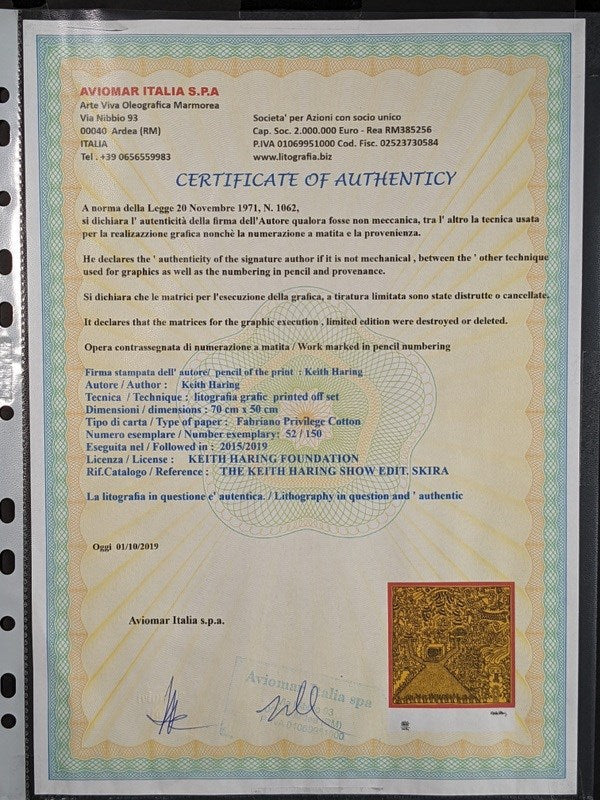 AVIOMAR ITALIA S.P.A
Arte Viva Oleografica Marmorea
Via Nibbio 93
00040 Ardea (RM)
ITALIA
Tel . +39 0656559983
Societa' per Azioni con socio unico
Cap. Soc. 2.000.000 Euro - Rea RM385256
P.IVA 01069951000 Cod. Fisc. 02523730584
www.litografia.biz
CERTIFICATE OF AUTHENTICY
A norma della Legge 20 Novembre 1971, N. 1062,
si dichiara l' autenticità della firma dell'Autore qualora fosse non meccanica, tra l' altro la tecnica usata
per la realizazzione grafica nonchè la numerazione a matita e la provenienza.
He declares the ' authenticity of the signature author if it is not mechanical , between the ' other technique
used for graphics as well as the numbering in pencil and provenance.
Si dichiara che le matrici per l'esecuzione della grafica, a tiratura limitata sono state distrutte o cancellate.
It declares that the matrices for the graphic execution , limited edition were destroyed or deleted.
Opera contrassegnata di numerazione a matita / Work marked in pencil numbering
Firma stampata dell' autore/ pencil of the print : Keith Haring
Autore / Author : Keith Haring
Tecnica / Technique : litografia grafic printed off set
Dimensioni / dimensions : 70 cm x 50 cm
Tipo di carta / Type of paper : Fabriano Privilege Cotton
Numero esemplare / Number exemplary: 52 / 150
Eseguita nel / Followed in : 2015/2019
Licenza / License : KEITH HARING FOUNDATION
Rif.Catalogo / Reference : THE KEITH HARING SHOW EDIT. SKIRA
La litografia in questione e' autentica. / Lithography in question and ' authentic
Oggi 01/10/2019
Aviomar Italia s.p.a.
Aviomar Italia spa